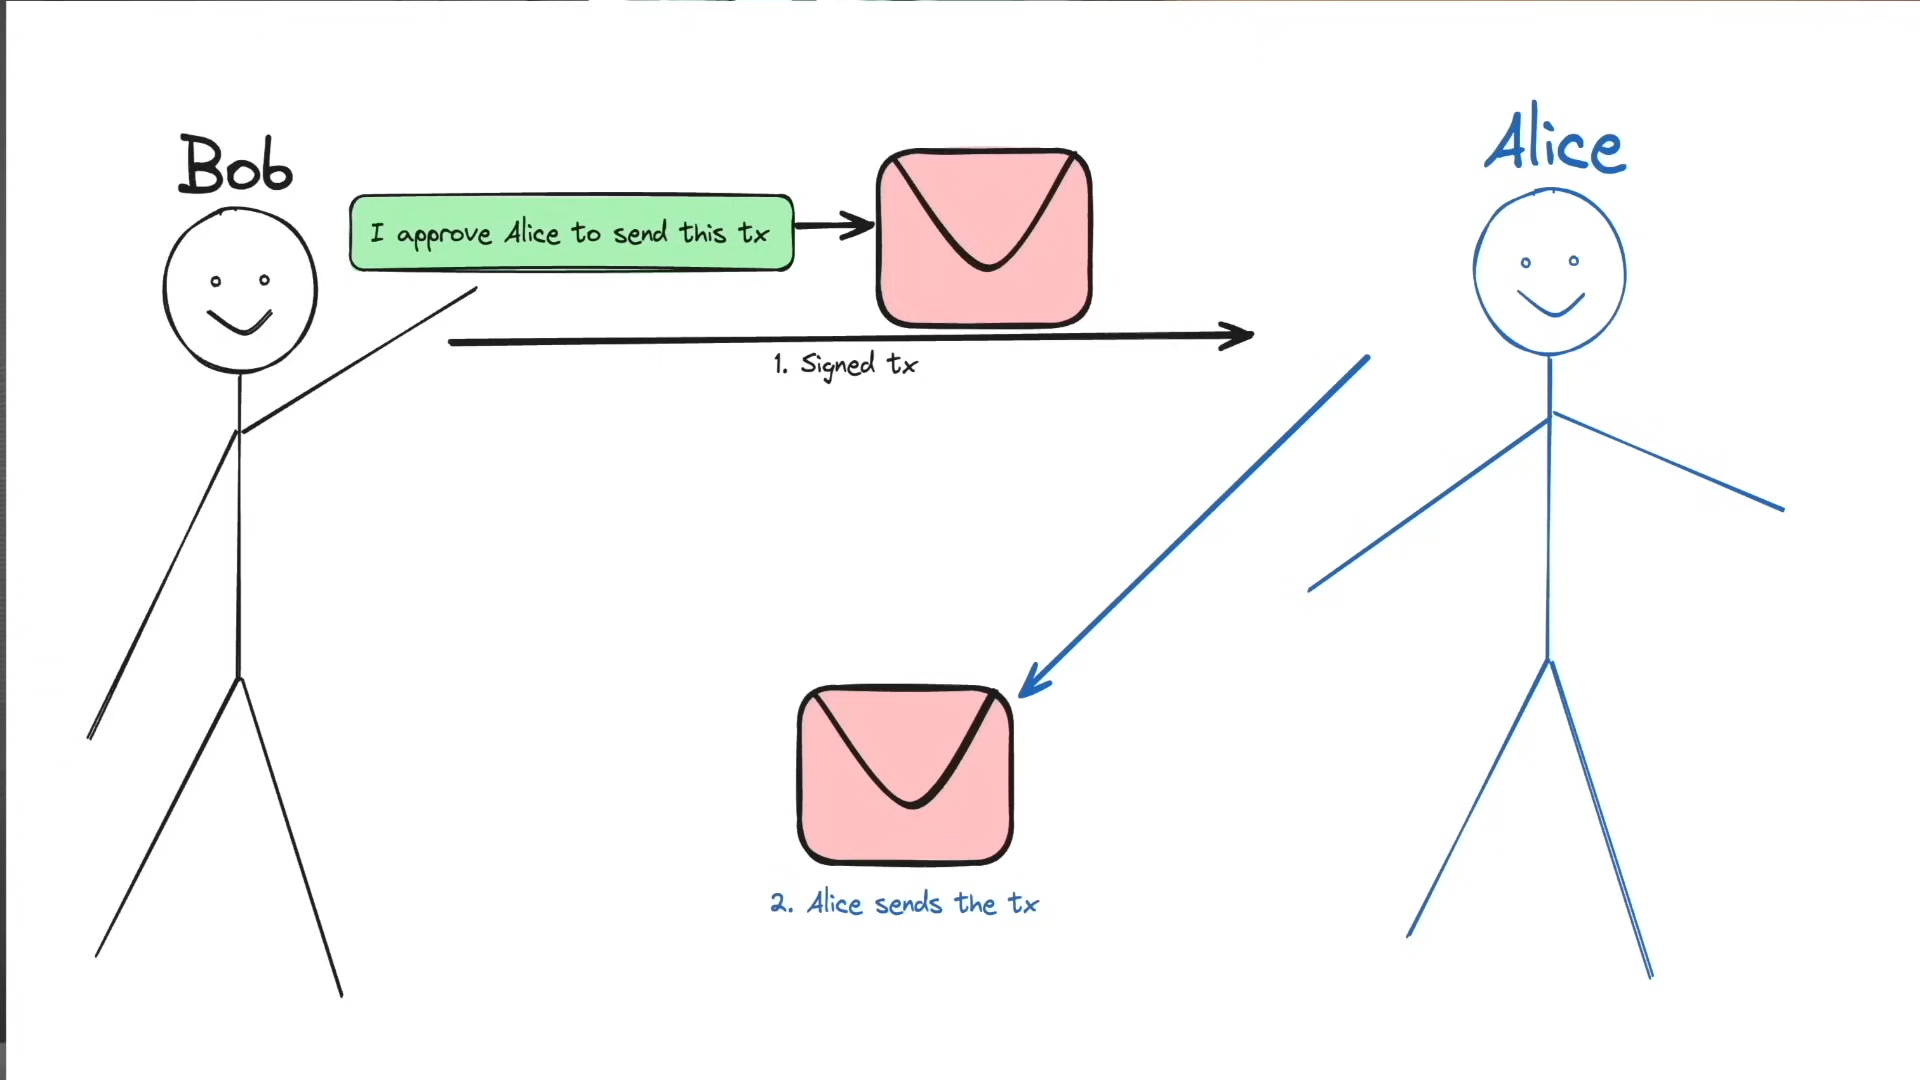 Bob
Alice
I approve Alice to send this tx
1. Signed tx
2. Alice sends the tx